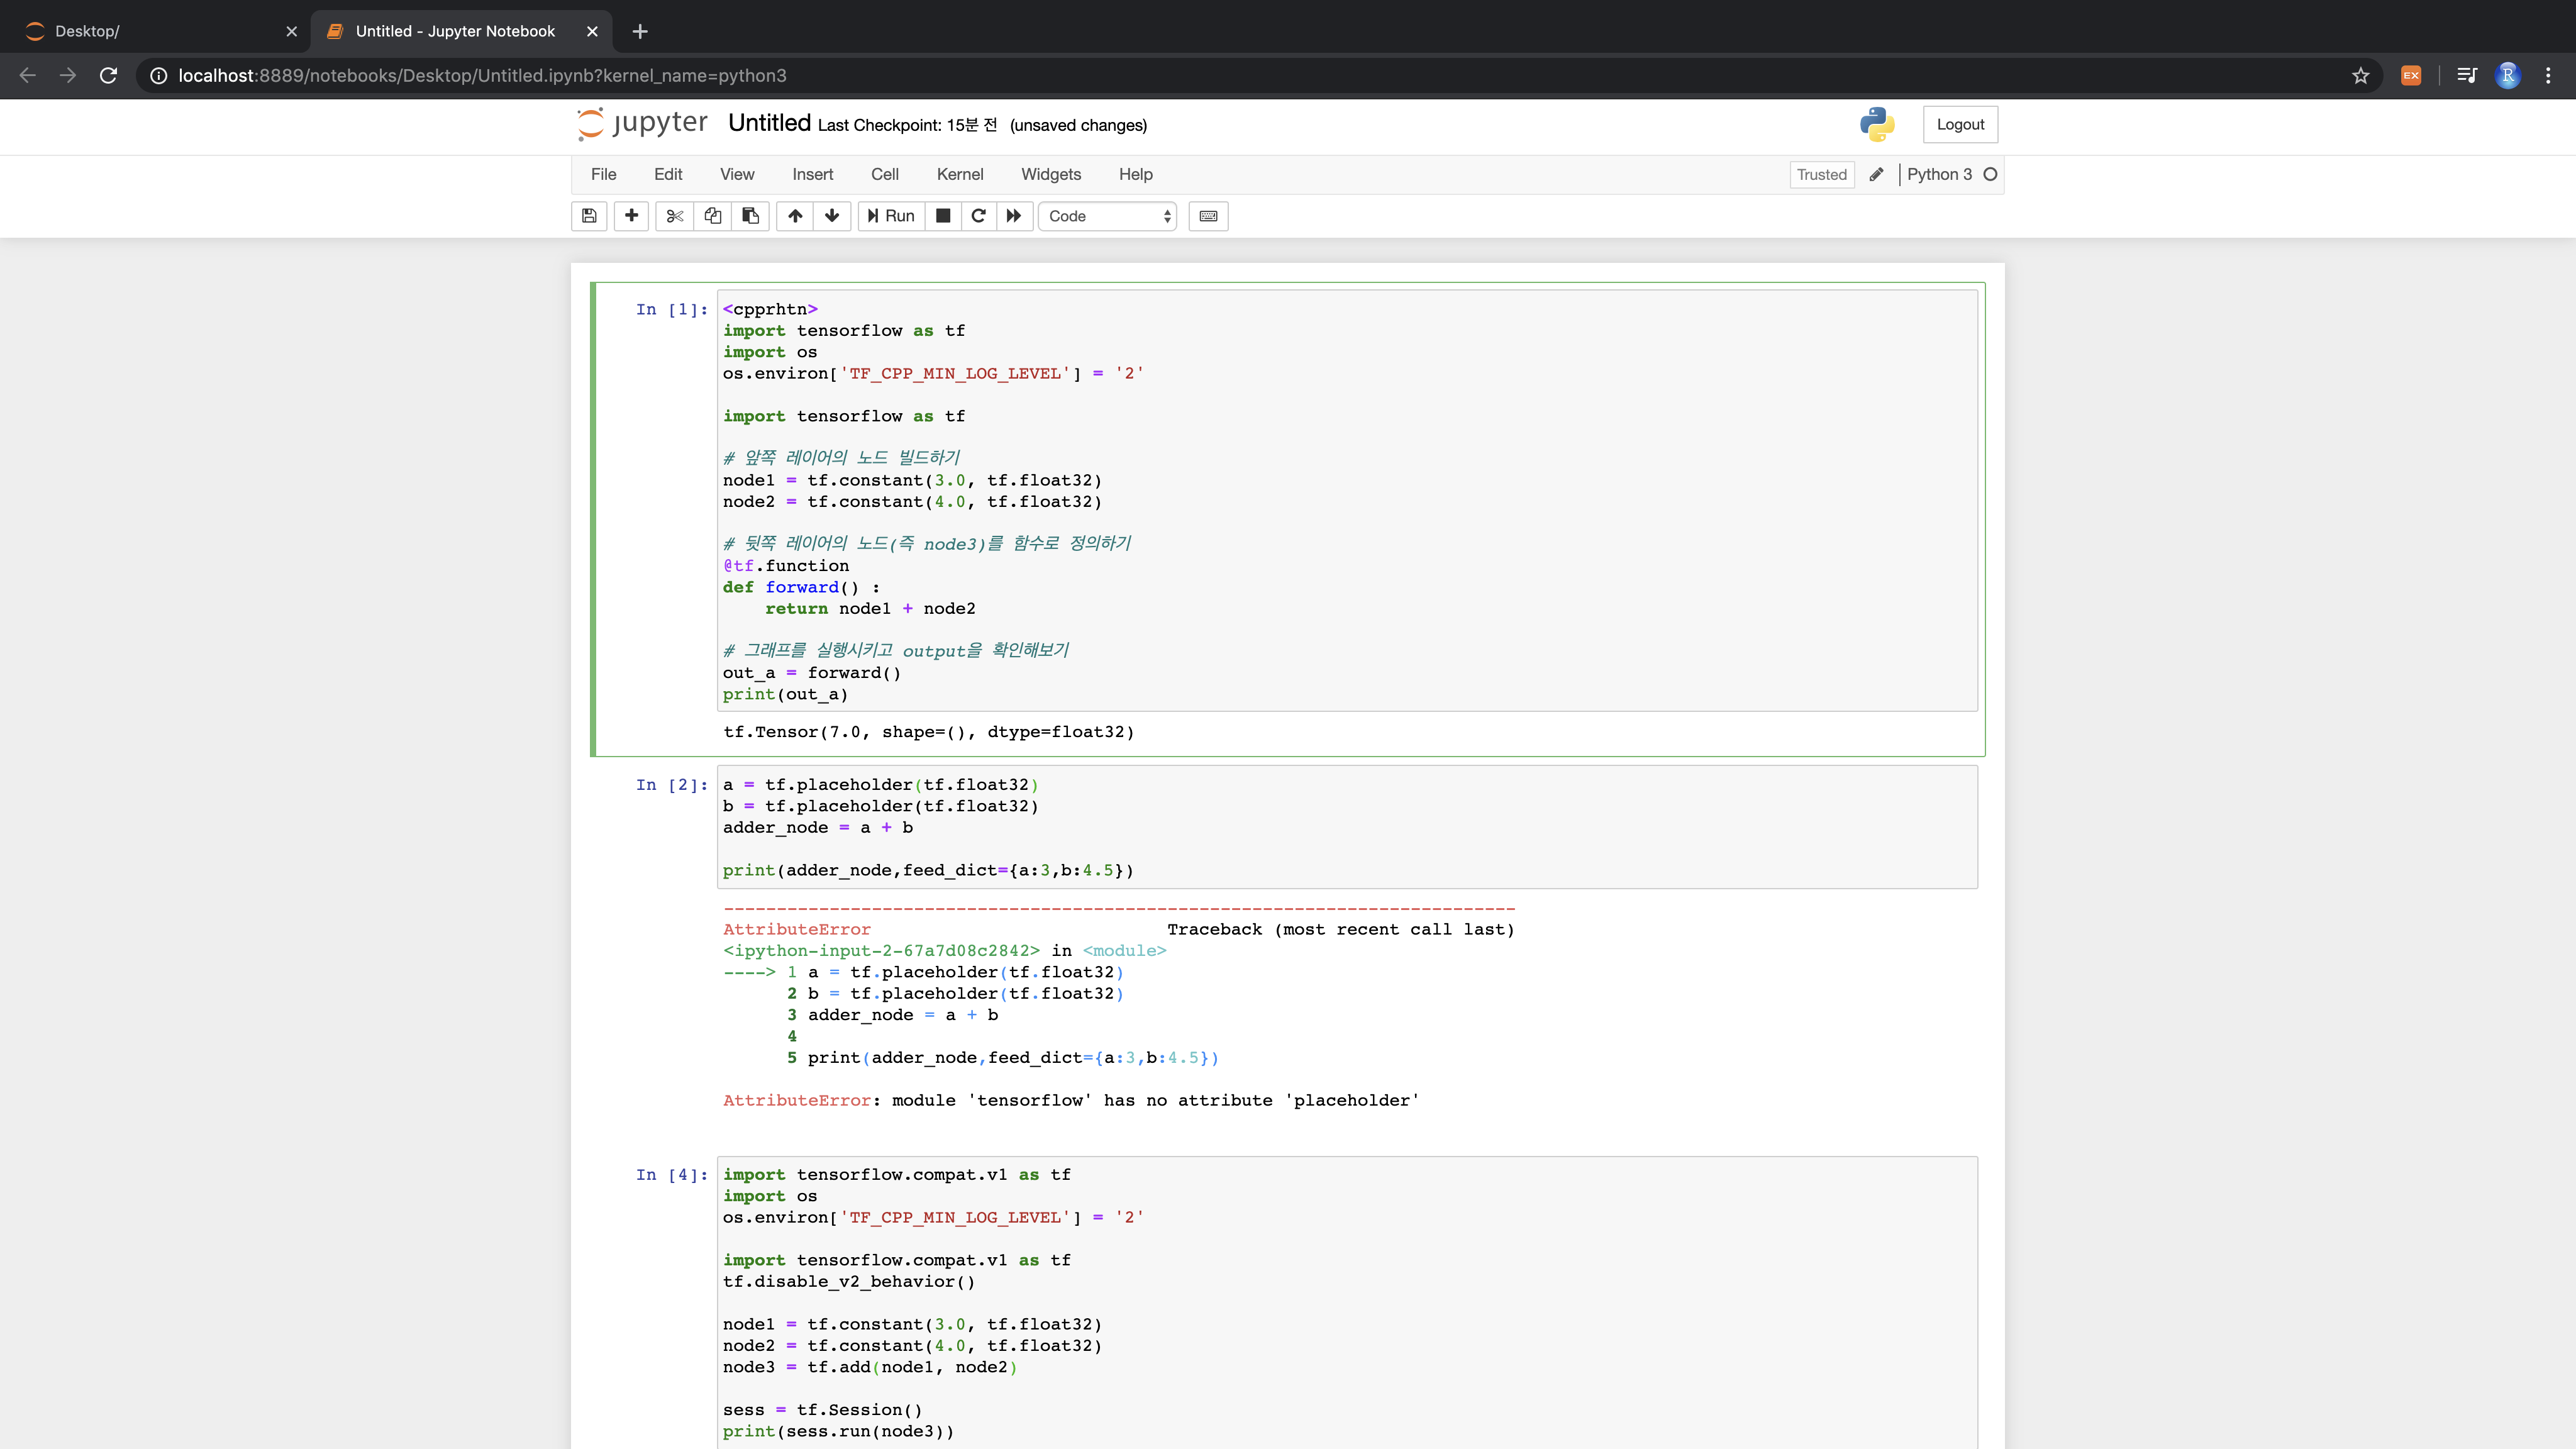 Desktop/
Untitled - Jupyter Notebook
localhost:8889/notebooks/Desktop/Untitled.ipynb?kernel_name=python3
EX
R
jupyter Untitled Last Checkpoint: 15분 전 (unsaved changes)
Logout
File Edit View Insert Cell Kernel Widgets Help
Trusted
Python 3
Run
Code
In [1]:
<cpprhtn>
import tensorflow as tf
import os
os.environ['TF_CPP_MIN_LOG_LEVEL'] = '2'
import tensorflow as tf
# 앞쪽 레이어의 노드 빌드하기
node1 = tf.constant(3.0, tf.float32)
node2 = tf.constant(4.0, tf.float32)
# 뒷쪽 레이어의 노드(즉 node3)를 함수로 정의하기
@tf.function
def forward() :
    return node1 + node2
# 그래프를 실행시키고 output을 확인해보기
out_a = forward()
print(out_a)
tf.Tensor(7.0, shape=(), dtype=float32)
In [2]:
a = tf.placeholder(tf.float32)
b = tf.placeholder(tf.float32)
adder_node = a + b
print(adder_node,feed_dict={a:3,b:4.5})
---------------------------------------------------------------------------
AttributeError                            Traceback (most recent call last)
<ipython-input-2-67a7d08c2842> in <module>
----> 1 a = tf.placeholder(tf.float32)
      2 b = tf.placeholder(tf.float32)
      3 adder_node = a + b
      4
      5 print(adder_node,feed_dict={a:3,b:4.5})
AttributeError: module 'tensorflow' has no attribute 'placeholder'
In [4]:
import tensorflow.compat.v1 as tf
import os
os.environ['TF_CPP_MIN_LOG_LEVEL'] = '2'
import tensorflow.compat.v1 as tf
tf.disable_v2_behavior()
node1 = tf.constant(3.0, tf.float32)
node2 = tf.constant(4.0, tf.float32)
node3 = tf.add(node1, node2)
sess = tf.Session()
print(sess.run(node3))